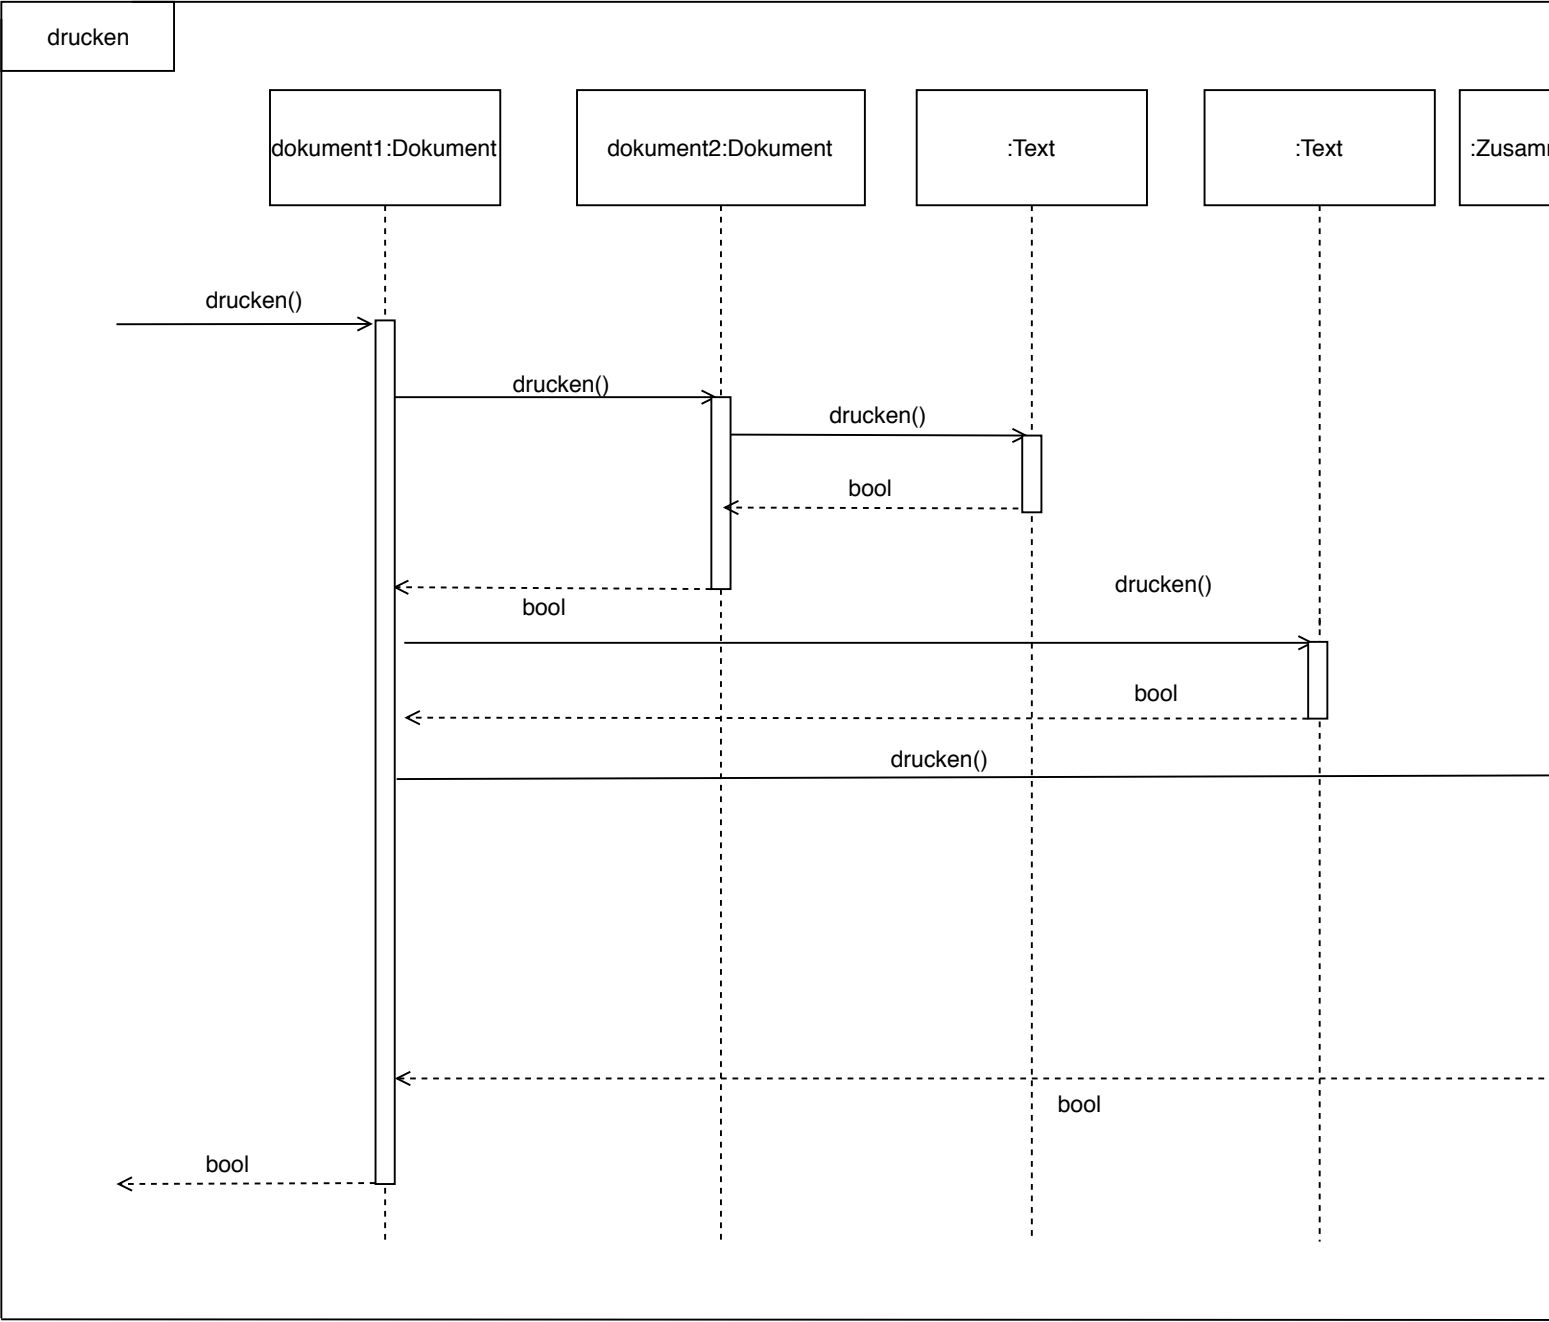 drucken
dokument1:Dokument
dokument2:Dokument
:Text
:Text
drucken()
drucken()
drucken()
bool
bool
drucken()
bool
drucken()
bool
bool